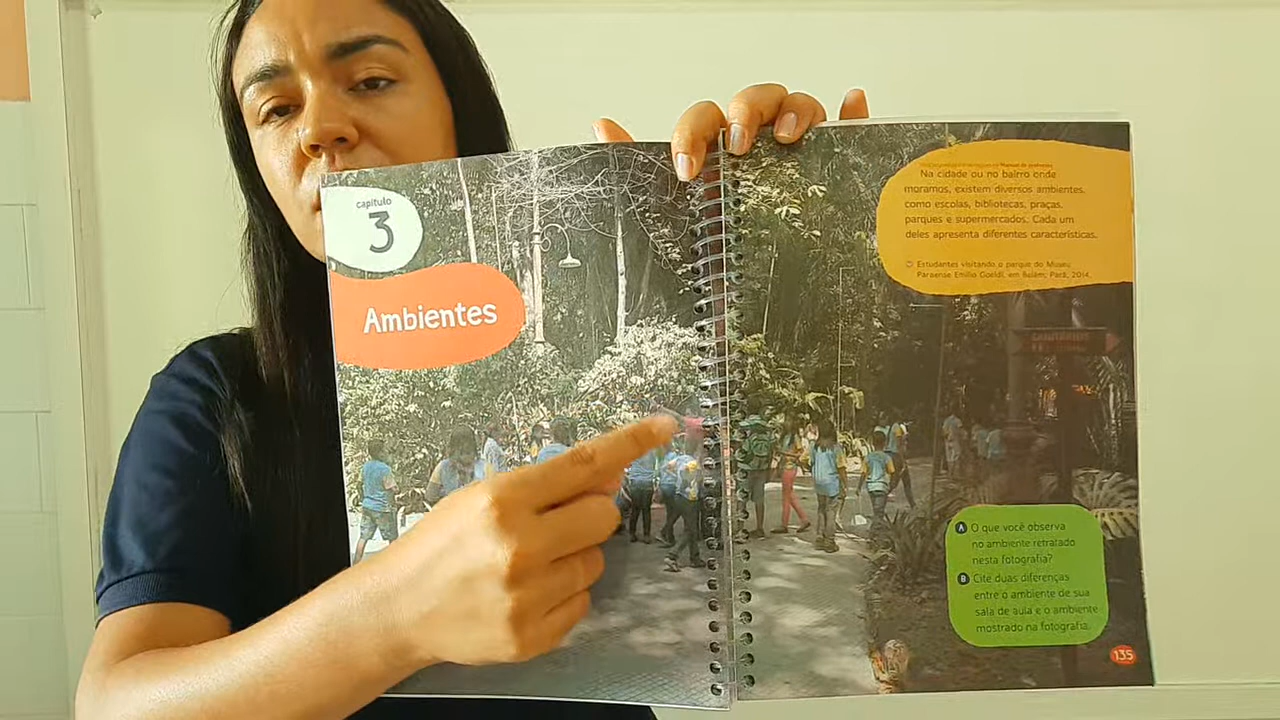 capítulo
3
Ambientes
Manual do professor.
Na cidade ou no bairro onde
moramos, existem diversos ambientes,
como escolas, bibliotecas, praças,
parques e supermercados. Cada um
deles apresenta diferentes características.
Estudantes visitando o parque do Museu
Paraense Emílio Goeldi, em Belém, Pará, 2014.
A O que você observa
no ambiente retratado
nesta fotografia?
B Cite duas diferenças
entre o ambiente de sua
sala de aula e o ambiente
mostrado na fotografia.
135